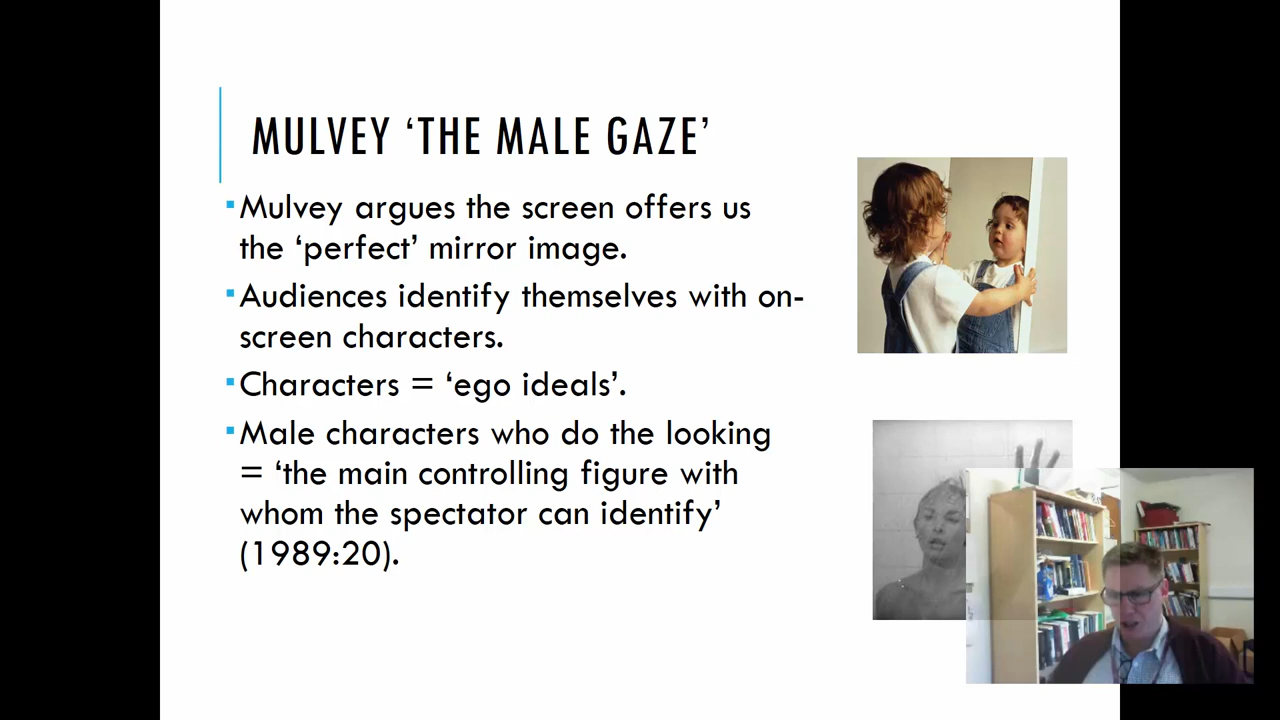 MULVEY ‘THE MALE GAZE’
▪Mulvey argues the screen offers us
the ‘perfect’ mirror image.
▪Audiences identify themselves with on-
screen characters.
▪Characters = ‘ego ideals’.
▪Male characters who do the looking
= ‘the main controlling figure with
whom the spectator can identify’
(1989:20).